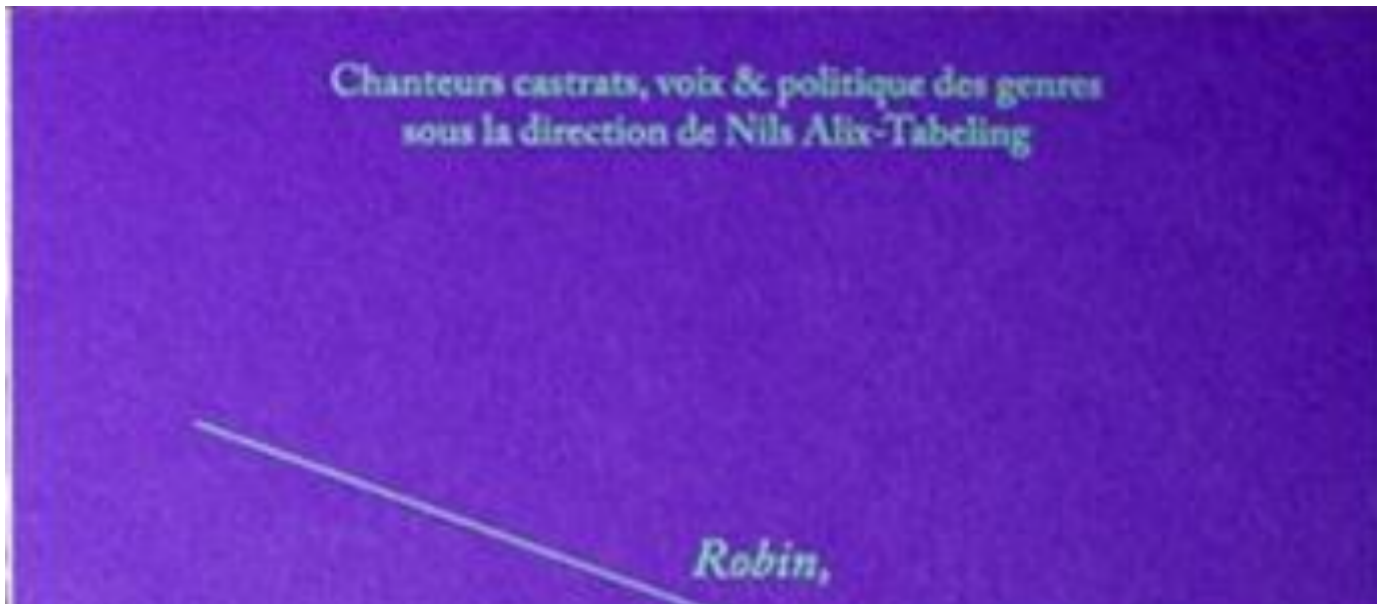 Chanteurs castrats, voix & politique des genres
sous la direction de Nils Alix-Tabeling
Robin,